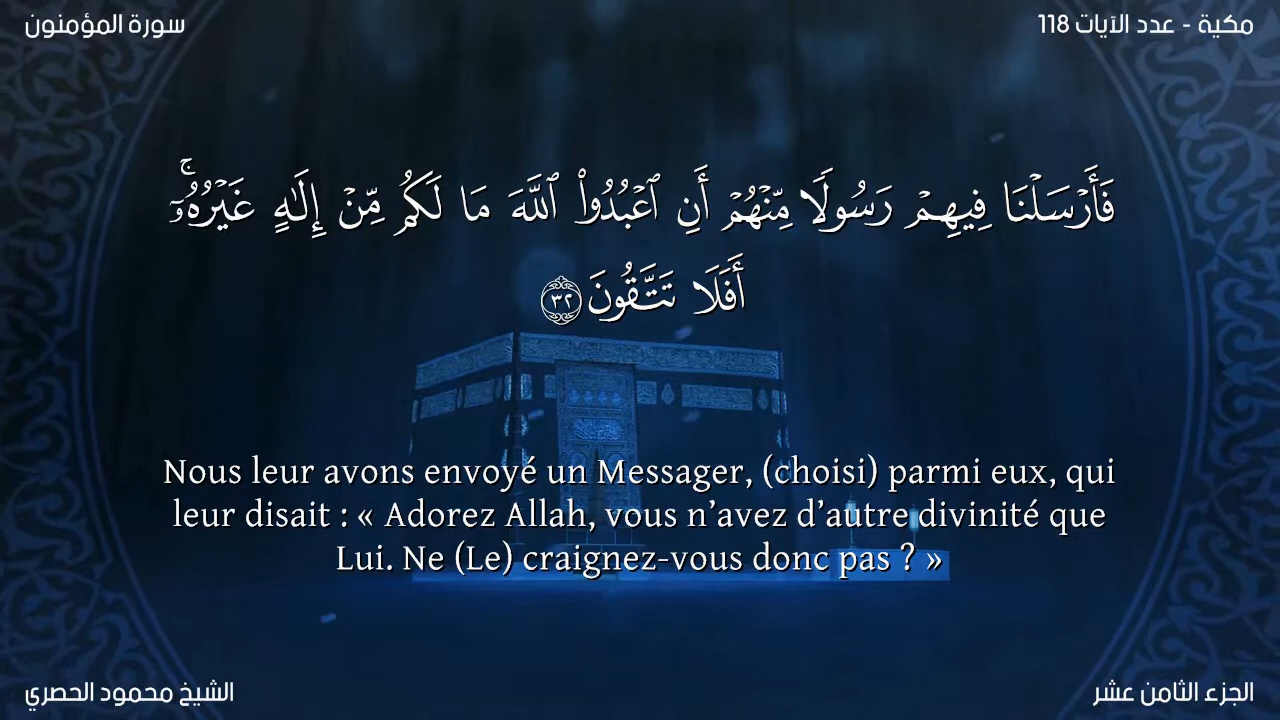 سورة المؤمنون
مكية - عدد الآيات 118
فَأَرۡسَلۡنَا فِيهِمۡ رَسُولٗا مِّنۡهُمۡ أَنِ ٱعۡبُدُواْ ٱللَّهَ مَا لَكُم مِّنۡ إِلَٰهٍ غَيۡرُهُۥٓۚ
أَفَلَا تَتَّقُونَ ٣٢
Nous leur avons envoyé un Messager, (choisi) parmi eux, qui
leur disait : « Adorez Allah, vous n’avez d’autre divinité que
Lui. Ne (Le) craignez-vous donc pas ? »
الشيخ محمود الحصري
الجزء الثامن عشر